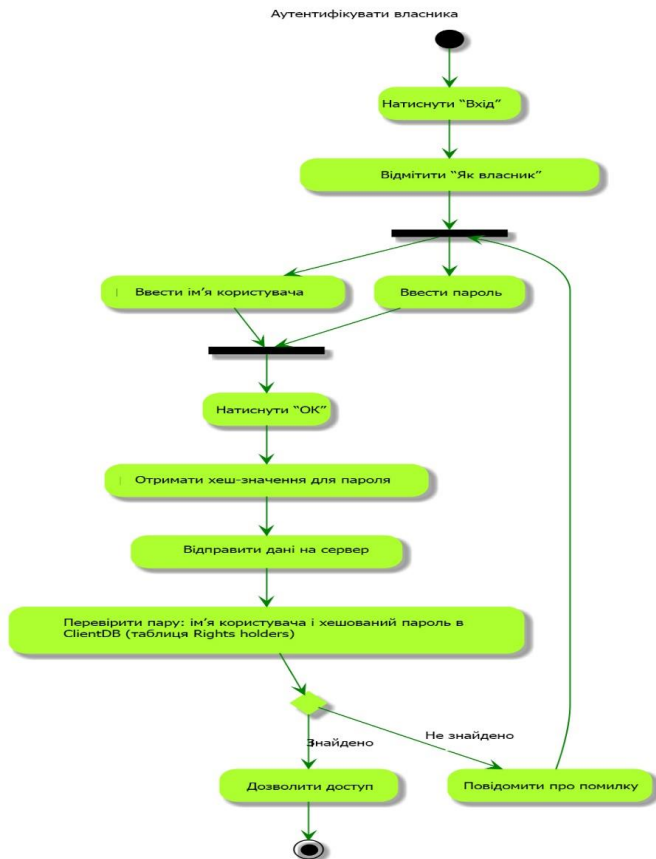 Аутентифікувати власника
Натиснути “Вхід”
Відмітити “Як власник”
Ввести ім’я користувача
Ввести пароль
Натиснути “ОК”
Отримати хеш-значення для пароля
Відправити дані на сервер
Перевірити пару: ім’я користувача і хешований пароль в
ClientDB (таблиця Rights holders)
Не знайдено
Знайдено
Дозволити доступ
Повідомити про помилку